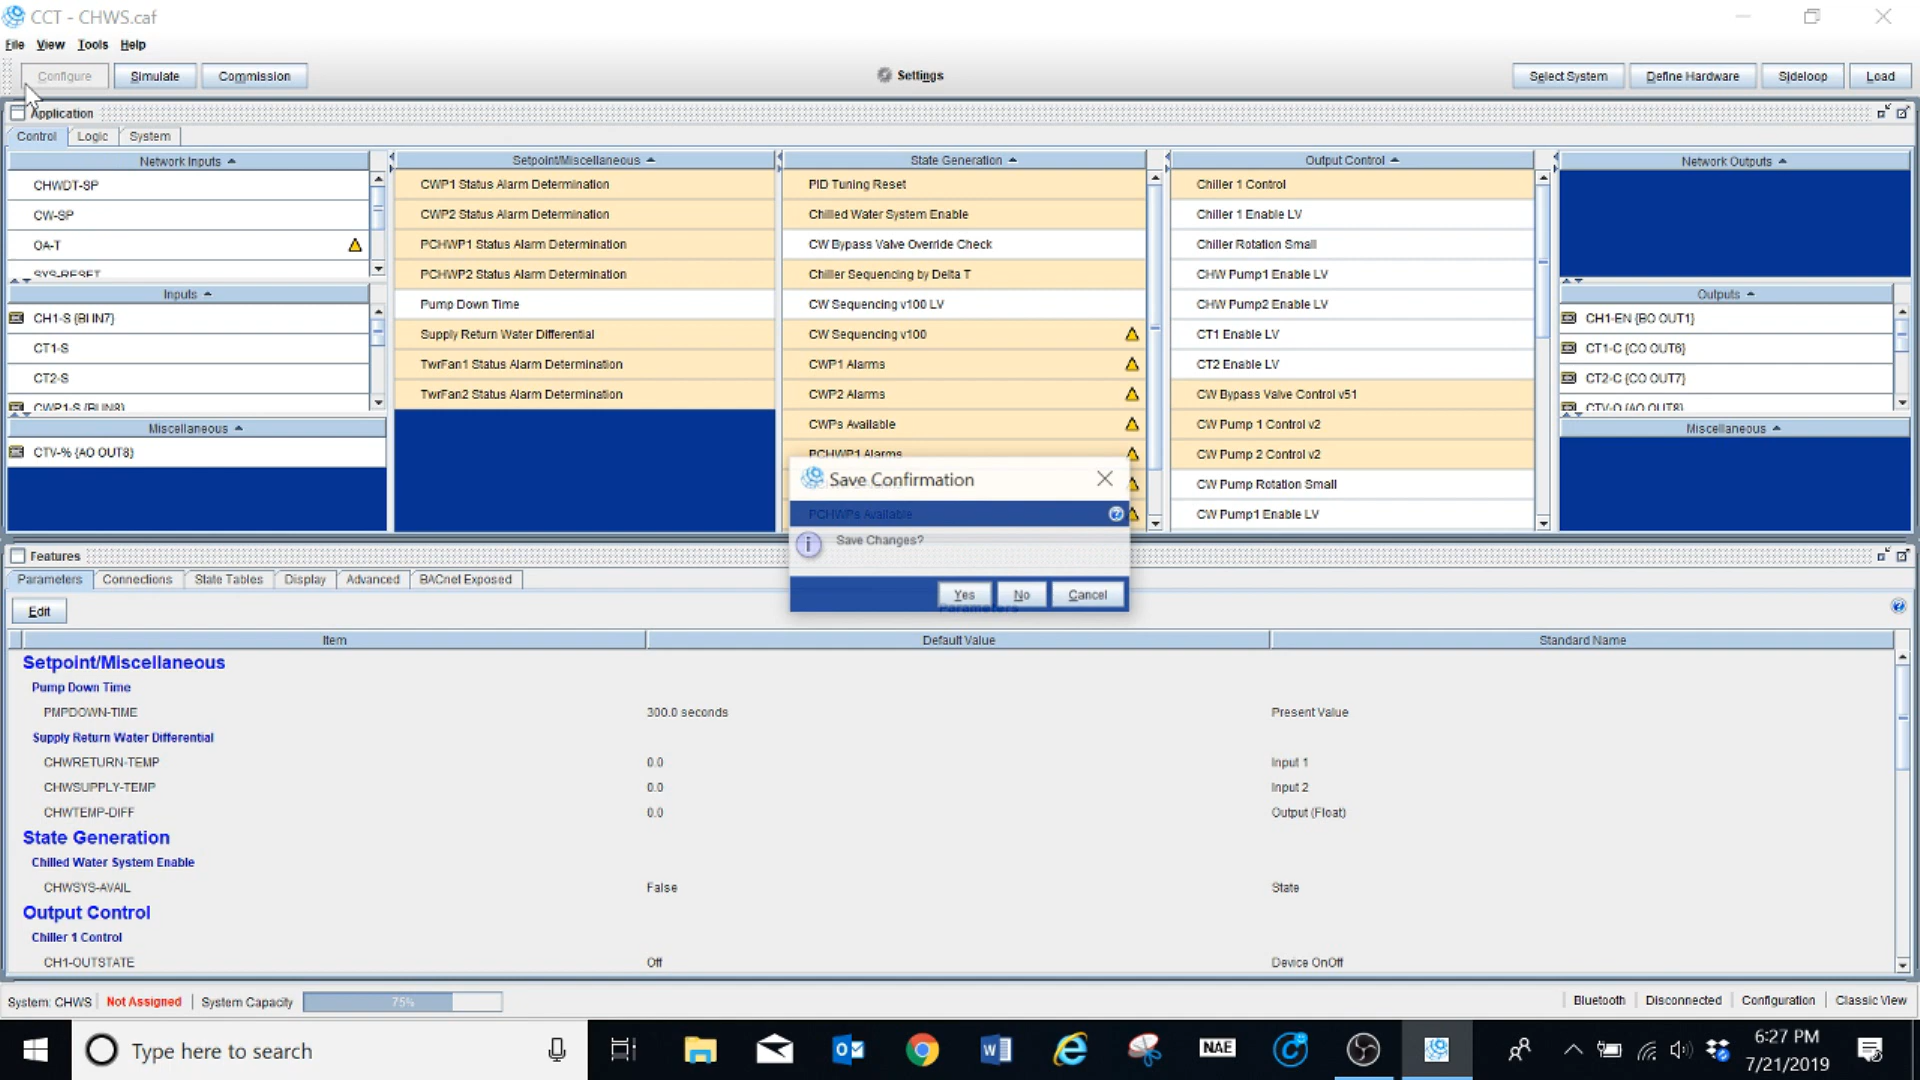 CCT - CHWS.caf
File View Tools Help
Configure Simulate Commission Settings Select System Define Hardware Sideloop Load
Application
Control Logic System
Network Inputs
CHWDT-SP
CW-SP
OA-T
SYS-RESET
Inputs
CH1-S {BI IN7}
CT1-S
CT2-S
CWP1-S {BI IN8}
Miscellaneous
CTV-% {AO OUT8}
Setpoint/Miscellaneous
CWP1 Status Alarm Determination
CWP2 Status Alarm Determination
PCHWP1 Status Alarm Determination
PCHWP2 Status Alarm Determination
Pump Down Time
Supply Return Water Differential
TwrFan1 Status Alarm Determination
TwrFan2 Status Alarm Determination
State Generation
PID Tuning Reset
Chilled Water System Enable
CW Bypass Valve Override Check
Chiller Sequencing by Delta T
CW Sequencing v100 LV
CW Sequencing v100
CWP1 Alarms
CWP2 Alarms
CWPs Available
PCHWP1 Alarms
PCHWPs Available
Output Control
Chiller 1 Control
Chiller 1 Enable LV
Chiller Rotation Small
CHW Pump1 Enable LV
CHW Pump2 Enable LV
CT1 Enable LV
CT2 Enable LV
CW Bypass Valve Control v51
CW Pump 1 Control v2
CW Pump 2 Control v2
CW Pump Rotation Small
CW Pump1 Enable LV
Network Outputs
Outputs
CH1-EN {BO OUT1}
CT1-C {CO OUT6}
CT2-C {CO OUT7}
CTV-O {AO OUT8}
Miscellaneous
Save Confirmation
Save Changes?
Yes No Cancel
Features
Parameters Connections State Tables Display Advanced BACnet Exposed
Edit
Parameters
Item Default Value Standard Name
Setpoint/Miscellaneous
Pump Down Time
PMPDOWN-TIME 300.0 seconds Present Value
Supply Return Water Differential
CHWRETURN-TEMP 0.0 Input 1
CHWSUPPLY-TEMP 0.0 Input 2
CHWTEMP-DIFF 0.0 Output (Float)
State Generation
Chilled Water System Enable
CHWSYS-AVAIL False State
Output Control
Chiller 1 Control
CH1-OUTSTATE Off Device OnOff
System: CHWS Not Assigned System Capacity 75% Bluetooth Disconnected Configuration Classic View
Type here to search NAE 6:27 PM
7/21/2019